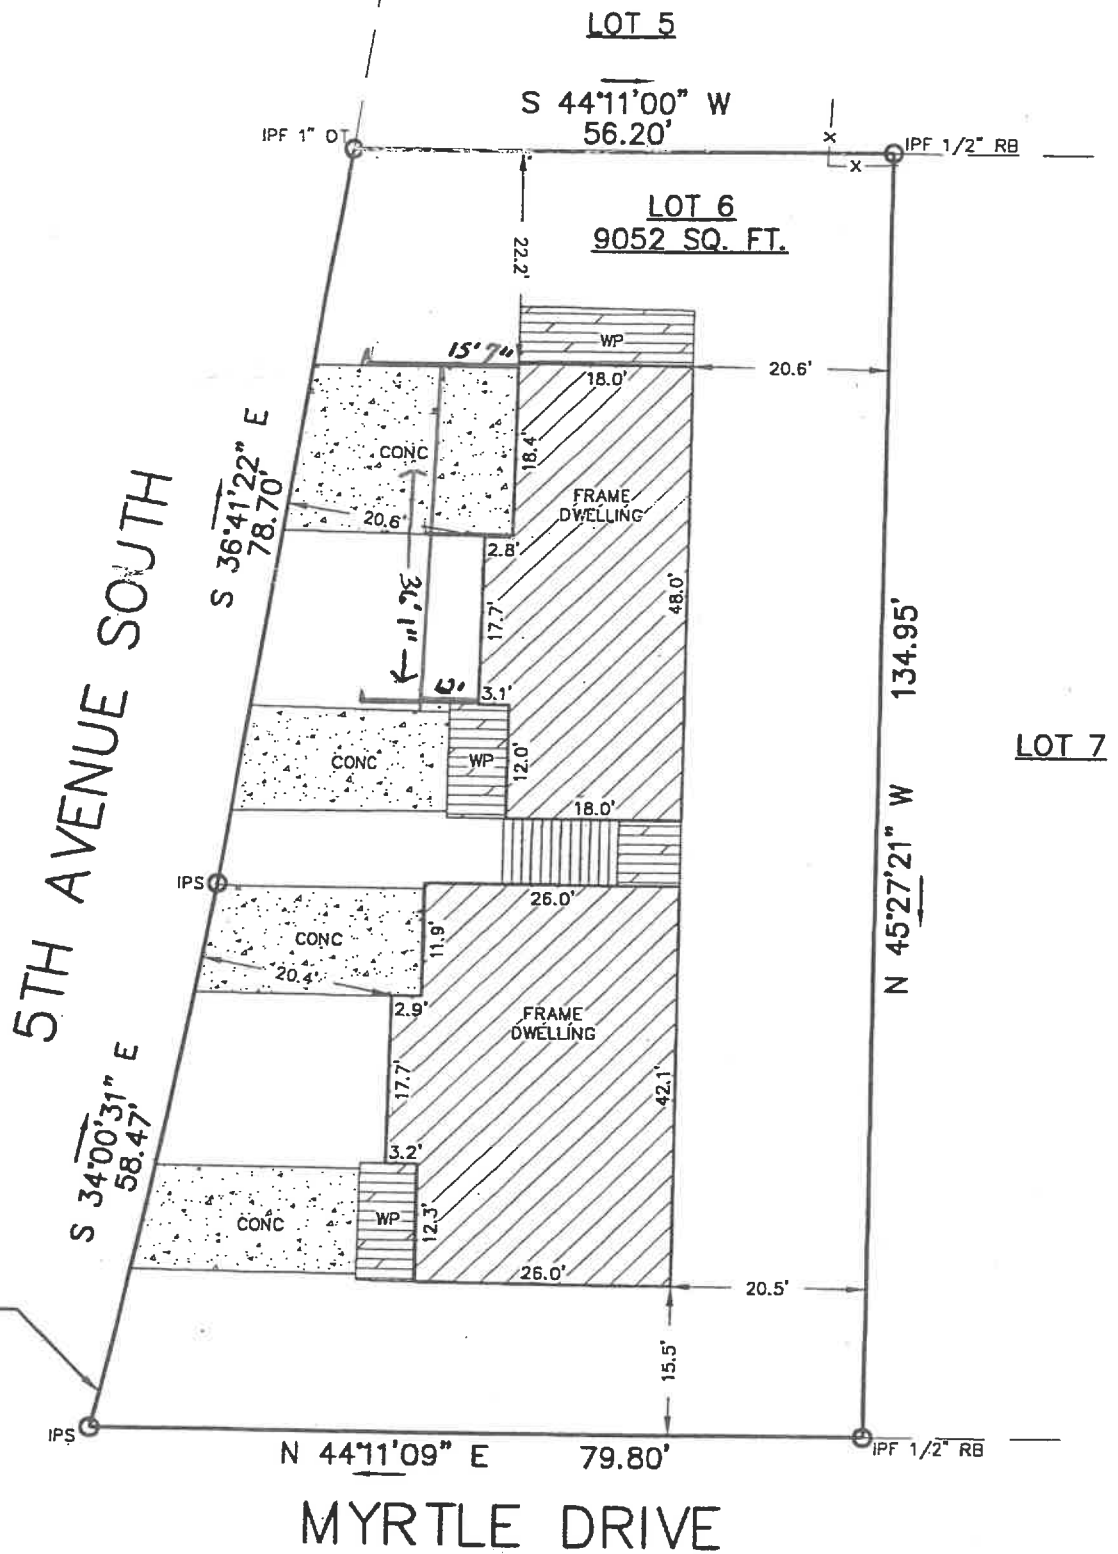 LOT 5
S 44°11'00" W
56.20'
IPF 1" OT
IPF 1/2" RB
X
X
LOT 6
9052 SQ. FT.
22.2'
WP
15' 7"
18.0'
20.6'
CONC
18.4'
FRAME
DWELLING
S 36°41'22" E
78.70'
20.6'
2.8'
36' 1"
17.7'
48.0'
134.95'
N 45°27'21" W
3.1'
5TH AVENUE SOUTH
CONC
WP
12.0'
LOT 7
18.0'
IPS
26.0'
CONC
11.9'
20.4'
2.9'
FRAME
DWELLING
17.7'
42.1'
S 34°00'31" E
58.47'
3.2'
CONC
WP
12.3'
26.0'
20.5'
15.5'
IPS
N 44°11'09" E
79.80'
IPF 1/2" RB
MYRTLE DRIVE